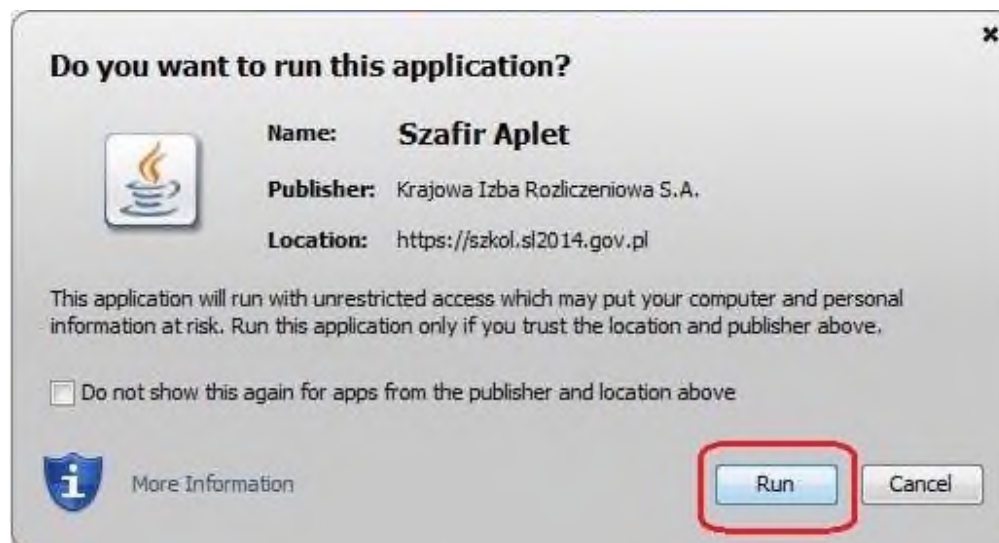 Do you want to run this application?
Name: Szafir Aplet
Publisher: Krajowa Izba Rozliczeniowa S.A.
Location: https://szkol.sl2014.gov.pl
This application will run with unrestricted access which may put your computer and personal
information at risk. Run this application only if you trust the location and publisher above.
Do not show this again for apps from the publisher and location above
More Information
Run Cancel